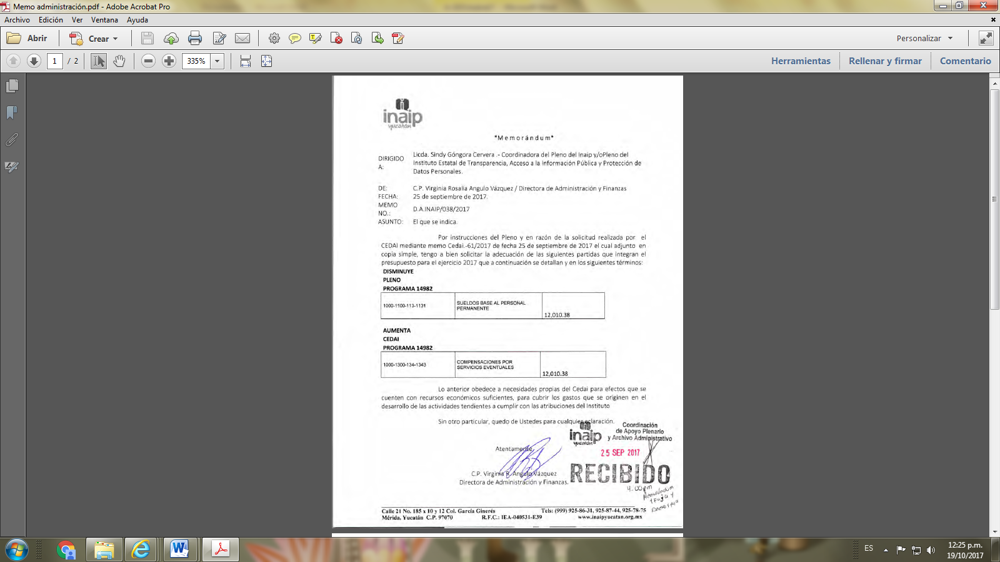 Memo administración.pdf - Adobe Acrobat Pro
Archivo Edición Ver Ventana Ayuda
Abrir Crear Personalizar
1 / 2 335% Herramientas Rellenar y firmar Comentario
inaip
yucatán
*Memorándum*
DIRIGIDO A: Licda. Sindy Góngora Cervera .- Coordinadora del Pleno del Inaip y/oPleno del
Instituto Estatal de Transparencia, Acceso a la Información Pública y Protección de
Datos Personales.
DE: C.P. Virginia Rosalía Angulo Vázquez / Directora de Administración y Finanzas
FECHA: 25 de septiembre de 2017.
MEMO NO.: D.A.INAIP/038/2017
ASUNTO: El que se indica.
Por instrucciones del Pleno y en razón de la solicitud realizada por el
CEDAI mediante memo Cedai.-61/2017 de fecha 25 de septiembre de 2017 el cual adjunto en
copia simple, tengo a bien solicitar la adecuación de las siguientes partidas que integran el
presupuesto para el ejercicio 2017 que a continuación se detallan y en los siguientes términos:
DISMINUYE
PLENO
PROGRAMA 14982
1000-1100-113-1131 SUELDOS BASE AL PERSONAL PERMANENTE 12,010.38
AUMENTA
CEDAI
PROGRAMA 14982
1000-1300-134-1343 COMPENSACIONES POR SERVICIOS EVENTUALES 12,010.38
Lo anterior obedece a necesidades propias del Cedai para efectos que se
cuenten con recursos económicos suficientes, para cubrir los gastos que se originen en el
desarrollo de las actividades tendientes a cumplir con las atribuciones del Instituto
Sin otro particular, quedo de Ustedes para cualquier aclaración.
inaip
yucatán
Coordinación
de Apoyo Plenario
y Archivo Administrativo
25 SEP 2017
RECIBIDO
4:00pm
Memorándum
1 Foja y
Atentamente,
C.P. Virginia R. Angulo Vázquez
Directora de Administración y Finanzas.
Calle 21 No. 185 x 10 y 12 Col. García Ginerés Tels: (999) 925-86-31, 925-87-44, 925-78-75
Mérida, Yucatán C.P. 97070 R.F.C.: IEA-040531-E39 www.inaipyucatan.org.mx
ES 12:25 p.m.
19/10/2017